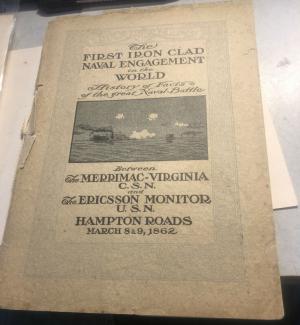 The
FIRST IRON CLAD
NAVAL ENGAGEMENT
in the
WORLD
History of Facts
of the great Naval Battle
Between
The MERRIMAC-VIRGINIA
C.S.N.
and
The ERICSSON MONITOR
U.S.N.
HAMPTON ROADS
MARCH 8 & 9, 1862